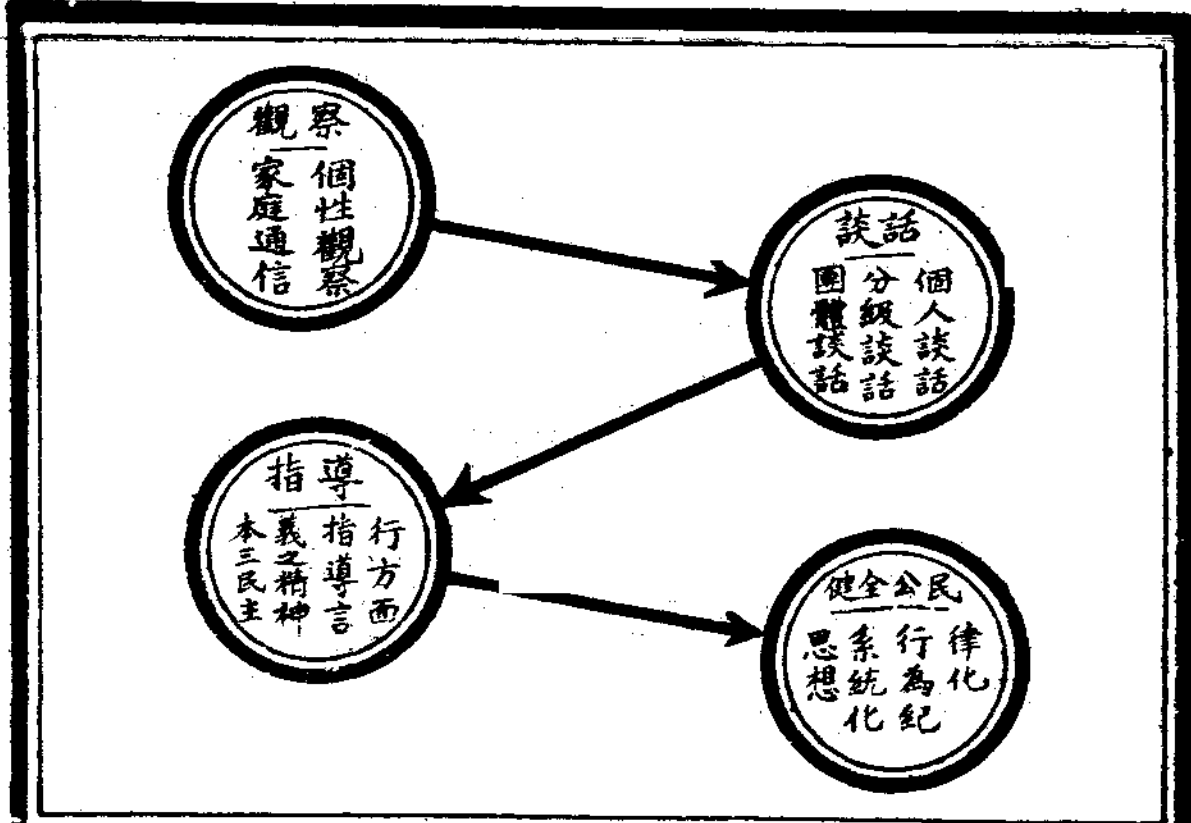 觀察
家庭通信
個性觀察
談話
團體談話
分級談話
個人談話
指導
本三民主
義之精神
指導言
行方面
健全公民
思想
系統化
行為紀
律化